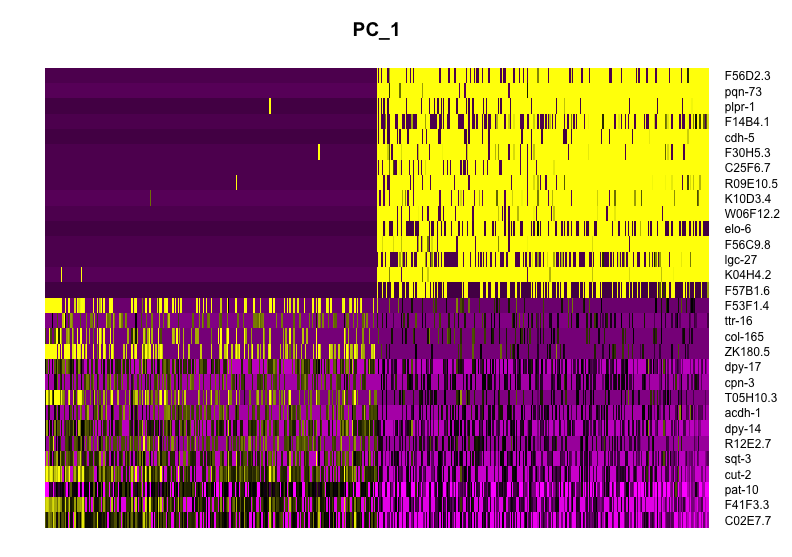 PC_1
F56D2.3
pqn-73
plpr-1
F14B4.1
cdh-5
F30H5.3
C25F6.7
R09E10.5
K10D3.4
W06F12.2
elo-6
F56C9.8
lgc-27
K04H4.2
F57B1.6
F53F1.4
ttr-16
col-165
ZK180.5
dpy-17
cpn-3
T05H10.3
acdh-1
dpy-14
R12E2.7
sqt-3
cut-2
pat-10
F41F3.3
C02E7.7